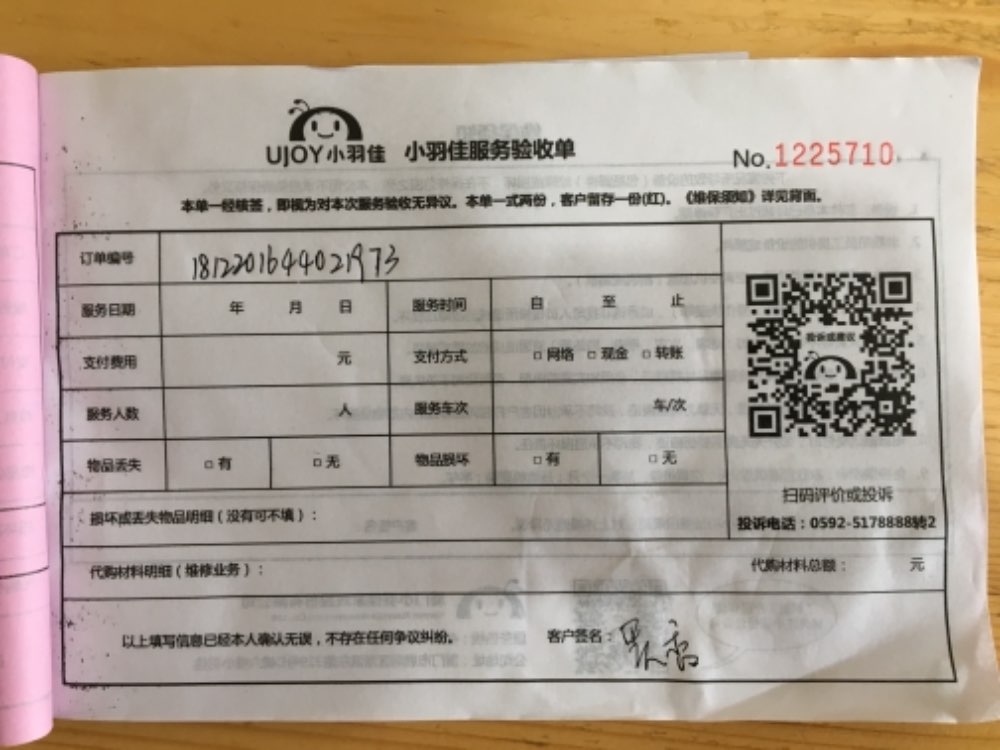 UJOY小羽佳 小羽佳服务验收单
No.1225710
本单一经核签，即视为对本次服务验收无异议。本单一式两份，客户留存一份(红)。《维保须知》详见背面。
订单编号 1812201644021973
服务日期 年 月 日 服务时间 自 至 止
支付费用 元 支付方式 □网络 □现金 □转账
服务人数 人 服务车次 车/次
物品丢失 □有 □无 物品损坏 □有 □无
投诉或建议
扫码评价或投诉
投诉电话：0592-5178888转2
损坏或丢失物品明细（没有可不填）：
代购材料明细（维修业务）： 代购材料总额： 元
以上填写信息已经本人确认无误，不存在任何争议纠纷。 客户签名：